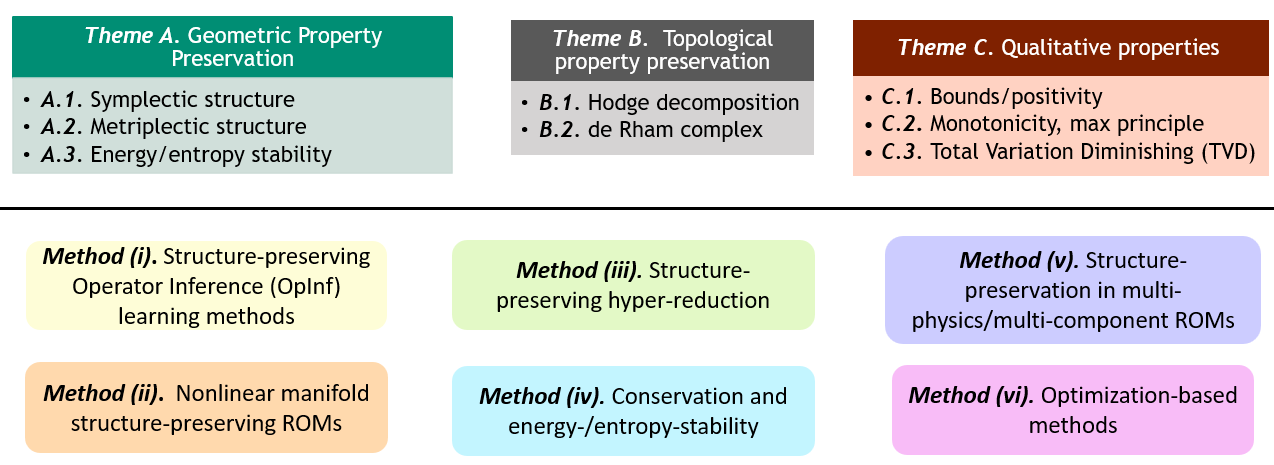 Theme A. Geometric Property
Preservation
• A.1. Symplectic structure
• A.2. Metriplectic structure
• A.3. Energy/entropy stability
Theme B. Topological
property preservation
• B.1. Hodge decomposition
• B.2. de Rham complex
Theme C. Qualitative properties
• C.1. Bounds/positivity
• C.2. Monotonicity, max principle
• C.3. Total Variation Diminishing (TVD)
Method (i). Structure-preserving
Operator Inference (OpInf)
learning methods
Method (ii). Nonlinear manifold
structure-preserving ROMs
Method (iii). Structure-
preserving hyper-reduction
Method (iv). Conservation and
energy-/entropy-stability
Method (v). Structure-
preservation in multi-
physics/multi-component ROMs
Method (vi). Optimization-based
methods